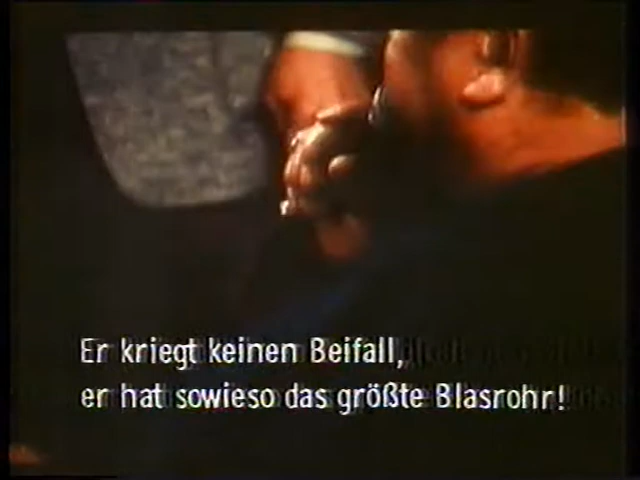 Er kriegt keinen Beifall,
er hat sowieso das größte Blasrohr!